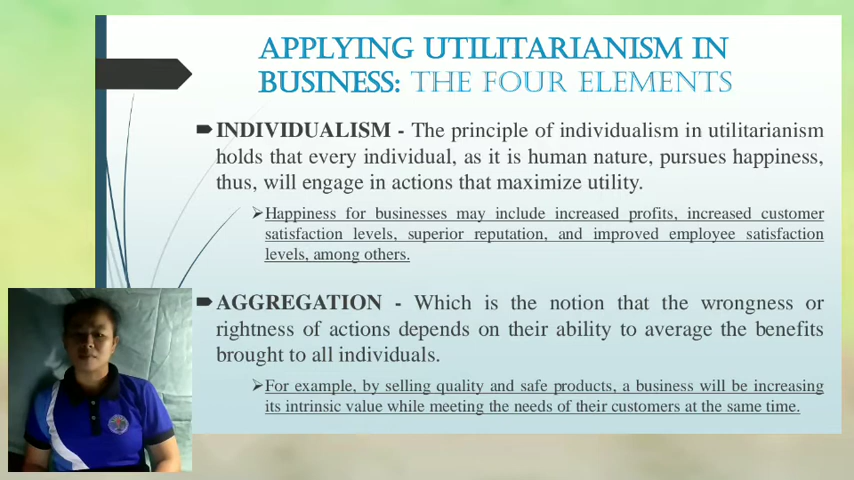 APPLYING UTILITARIANISM IN
BUSINESS: THE FOUR ELEMENTS
INDIVIDUALISM - The principle of individualism in utilitarianism
holds that every individual, as it is human nature, pursues happiness,
thus, will engage in actions that maximize utility.
Happiness for businesses may include increased profits, increased customer
satisfaction levels, superior reputation, and improved employee satisfaction
levels, among others.
AGGREGATION - Which is the notion that the wrongness or
rightness of actions depends on their ability to average the benefits
brought to all individuals.
For example, by selling quality and safe products, a business will be increasing
its intrinsic value while meeting the needs of their customers at the same time.